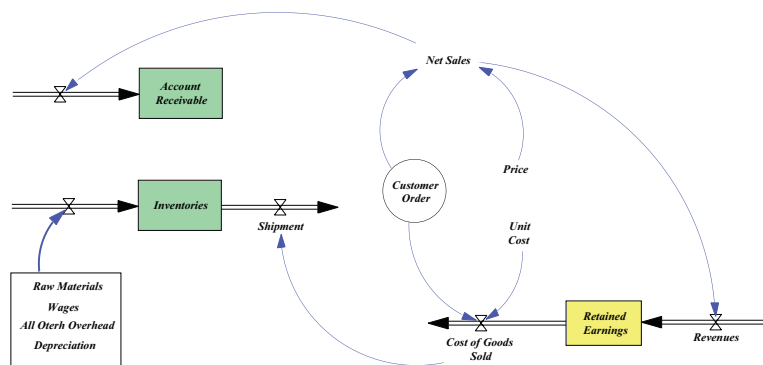 Net Sales
Account
Receivable
Price
Customer
Order
Inventories
Shipment
Unit
Cost
Raw Materials
Wages
All Oterh Overhead
Depreciation
Retained
Earnings
Cost of Goods
Sold
Revenues